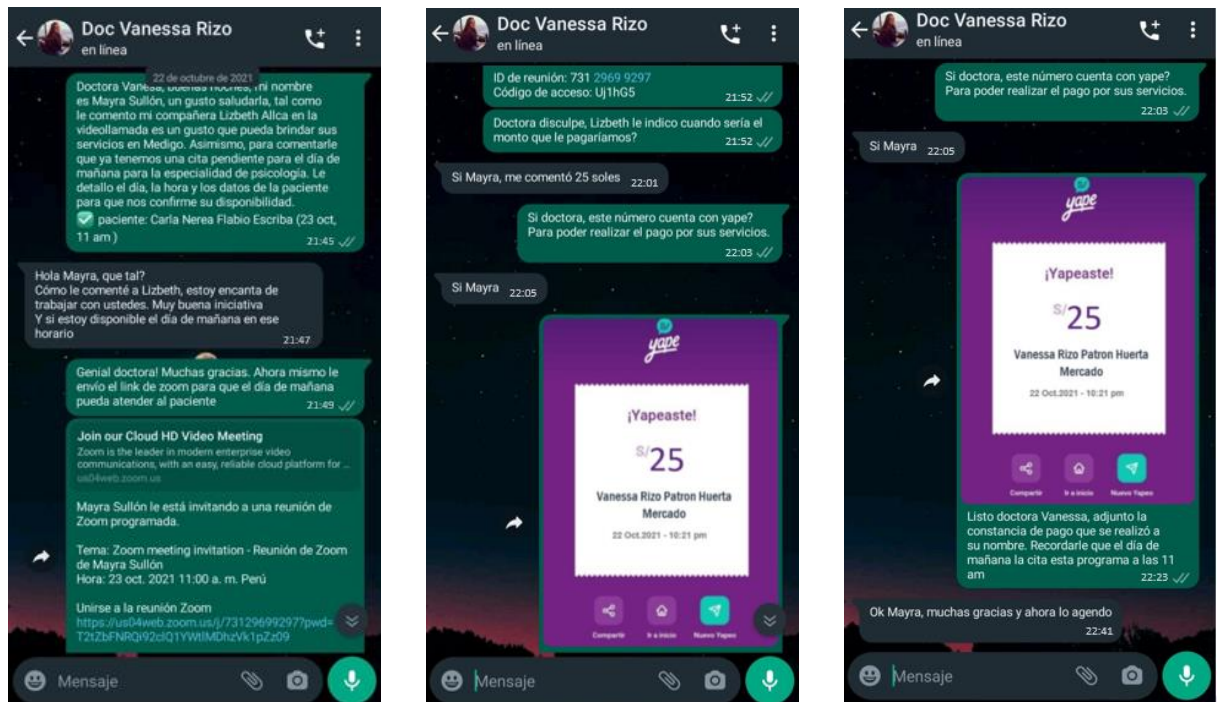 Doc Vanessa Rizo
en línea
22 de octubre de 2021
Doctora Vanesa, buenas noches, mi nombre
es Mayra Sullón, un gusto saludarla, tal como
le comento mi compañera Lizbeth Allca en la
videollamada es un gusto que pueda brindar sus
servicios en Medigo. Asimismo, para comentarle
que ya tenemos una cita pendiente para el día de
mañana para la especialidad de psicología. Le
detallo el día, la hora y los datos de la paciente
para que nos confirme su disponibilidad.
✅ paciente: Carla Nerea Flabio Escriba (23 oct,
11 am )
21:45
Hola Mayra, que tal?
Cómo le comenté a Lizbeth, estoy encanta de
trabajar con ustedes. Muy buena iniciativa
Y si estoy disponible el día de mañana en ese
horario
21:47
Genial doctora! Muchas gracias. Ahora mismo le
envío el link de zoom para que el día de mañana
pueda atender al paciente
21:49
Join our Cloud HD Video Meeting
Zoom is the leader in modern enterprise video
communications, with an easy, reliable cloud platform for ...
us04web.zoom.us
Mayra Sullón le está invitando a una reunión de
Zoom programada.
Tema: Zoom meeting invitation - Reunión de Zoom
de Mayra Sullón
Hora: 23 oct. 2021 11:00 a. m. Perú
Unirse a la reunión Zoom
https://us04web.zoom.us/j/73129699297?pwd=
Mensaje
Doc Vanessa Rizo
en línea
ID de reunión: 731 2969 9297
Código de acceso: Uj1hG5
21:52
Doctora disculpe, Lizbeth le indico cuando sería el
monto que le pagaríamos?
21:52
Si Mayra, me comentó 25 soles
22:01
Si doctora, este número cuenta con yape?
Para poder realizar el pago por sus servicios.
22:03
Si Mayra
22:05
yape
¡Yapeaste!
S/25
Vanessa Rizo Patron Huerta
Mercado
22 Oct.2021 - 10:21 pm
Compartir Ir a inicio Nuevo Yapeo
Mensaje
Doc Vanessa Rizo
en línea
Si doctora, este número cuenta con yape?
Para poder realizar el pago por sus servicios.
22:03
Si Mayra
22:05
yape
¡Yapeaste!
S/25
Vanessa Rizo Patron Huerta
Mercado
22 Oct.2021 - 10:21 pm
Compartir Ir a inicio Nuevo Yapeo
Listo doctora Vanessa, adjunto la
constancia de pago que se realizó a
su nombre. Recordarle que el día de
mañana la cita esta programa a las 11
am
22:23
Ok Mayra, muchas gracias y ahora lo agendo
22:41
Mensaje